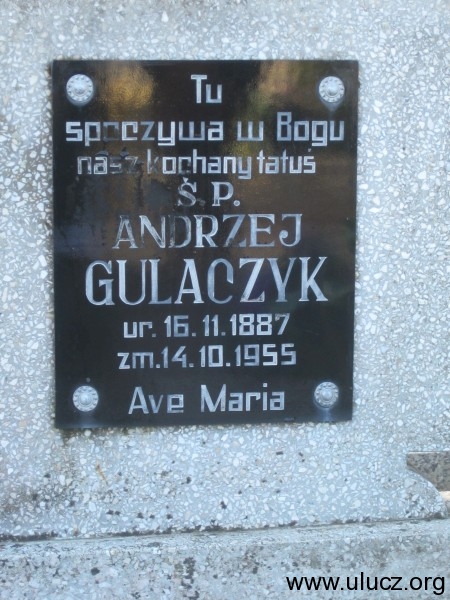 Tu
spoczywa w Bogu
nasz kochany tatuś
Ś. P.
ANDRZEJ
GULACZYK
ur. 16. 11. 1887
zm. 14. 10. 1955
Ave Maria
www.ulucz.org